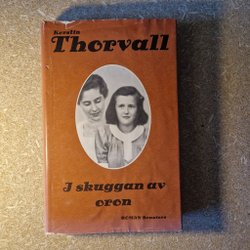 Kerstin
Thorvall
I skuggan av
oron
ROMAN Bonniers